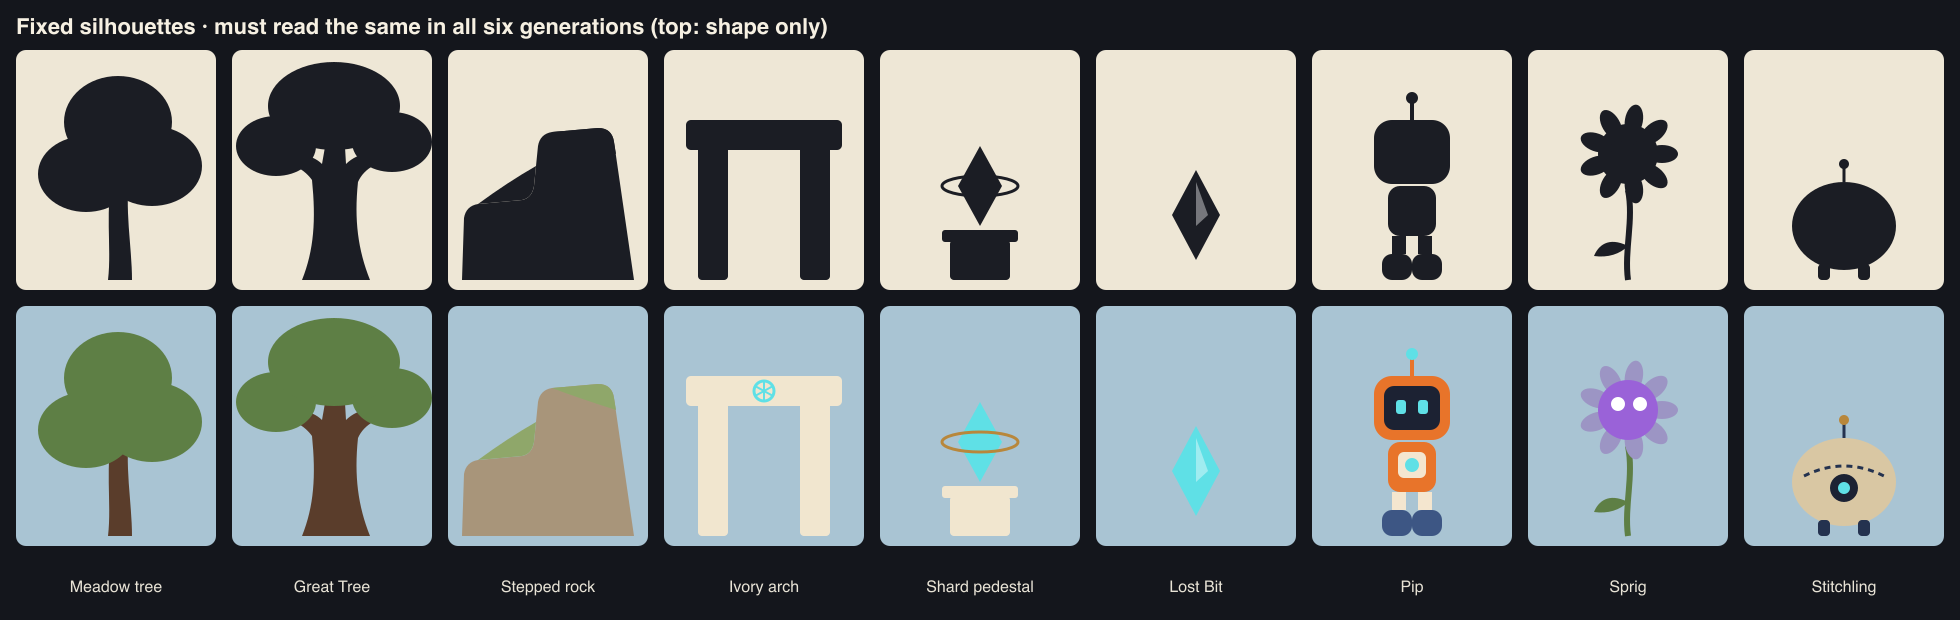 Fixed silhouettes · must read the same in all six generations (top: shape only)
Meadow tree
Great Tree
Stepped rock
Ivory arch
Shard pedestal
Lost Bit
Pip
Sprig
Stitchling